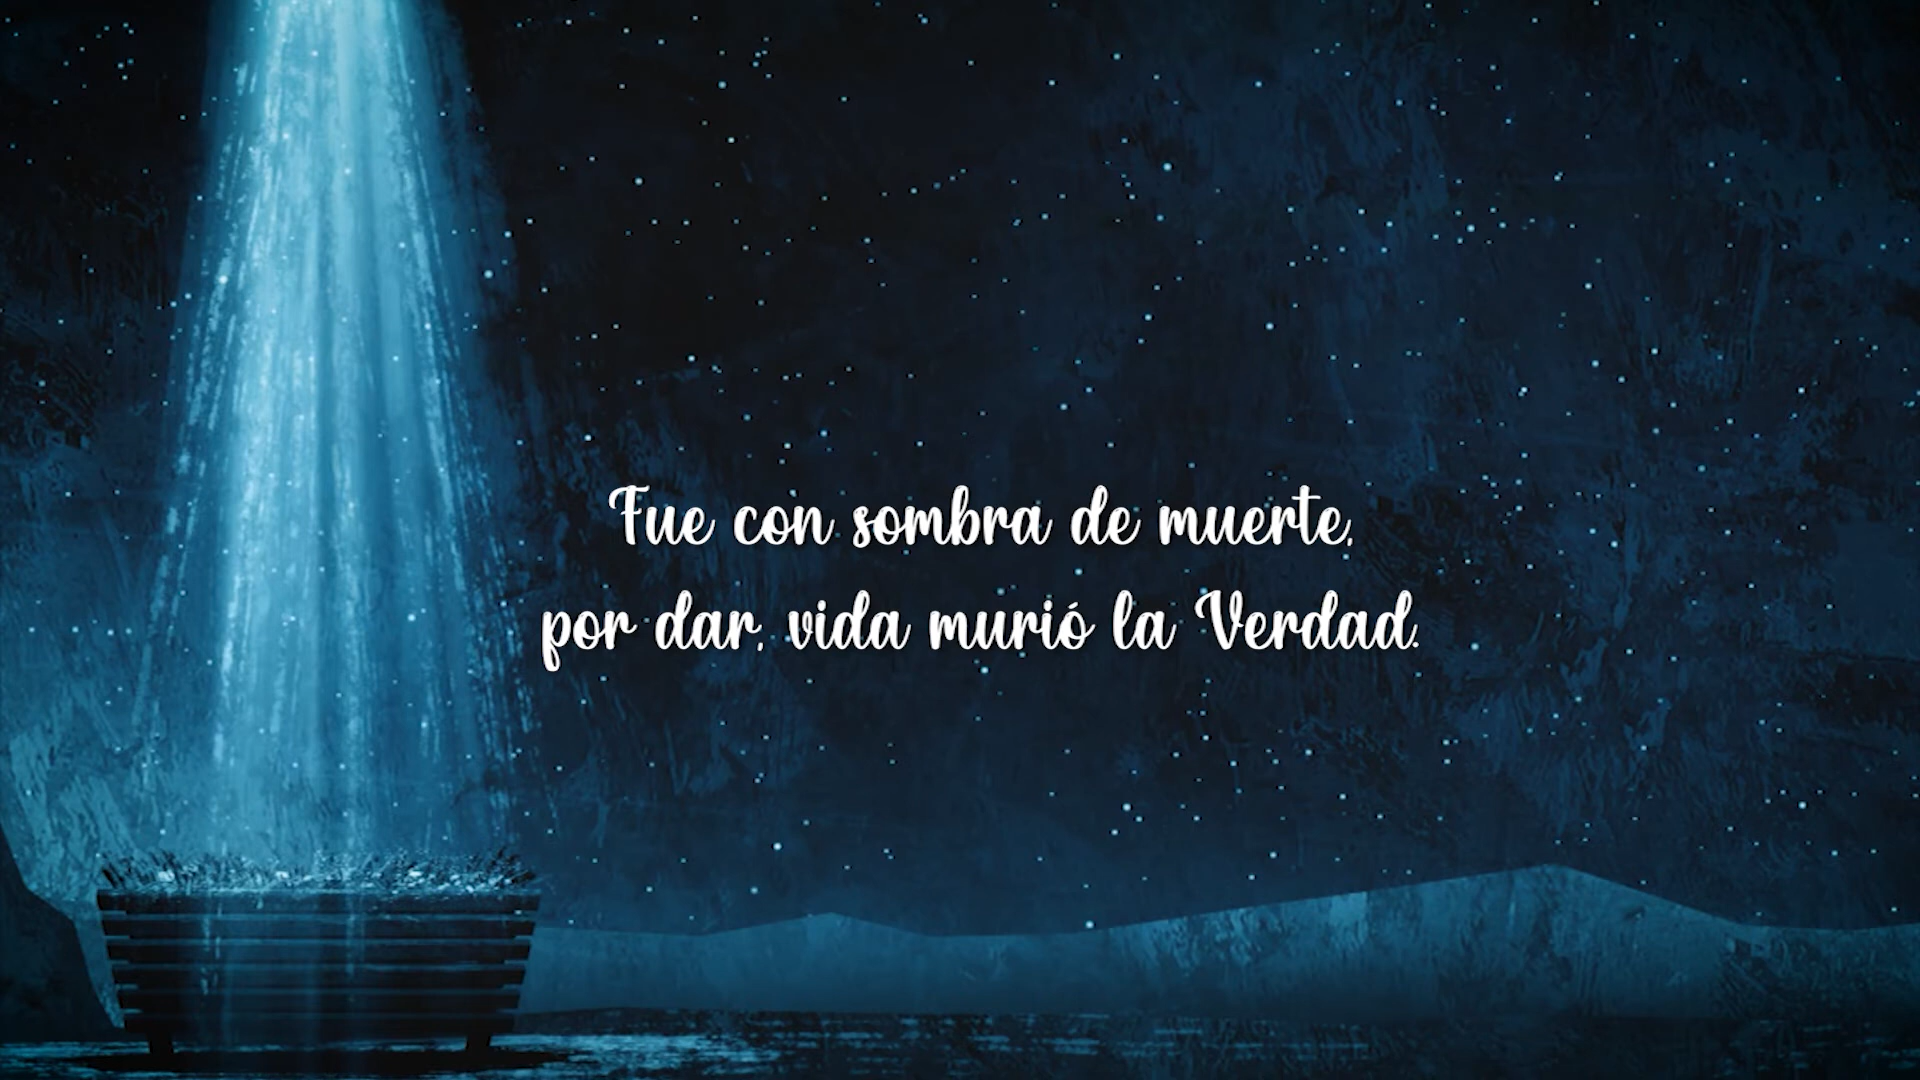 Fue con sombra de muerte,
por dar, vida murió la Verdad.